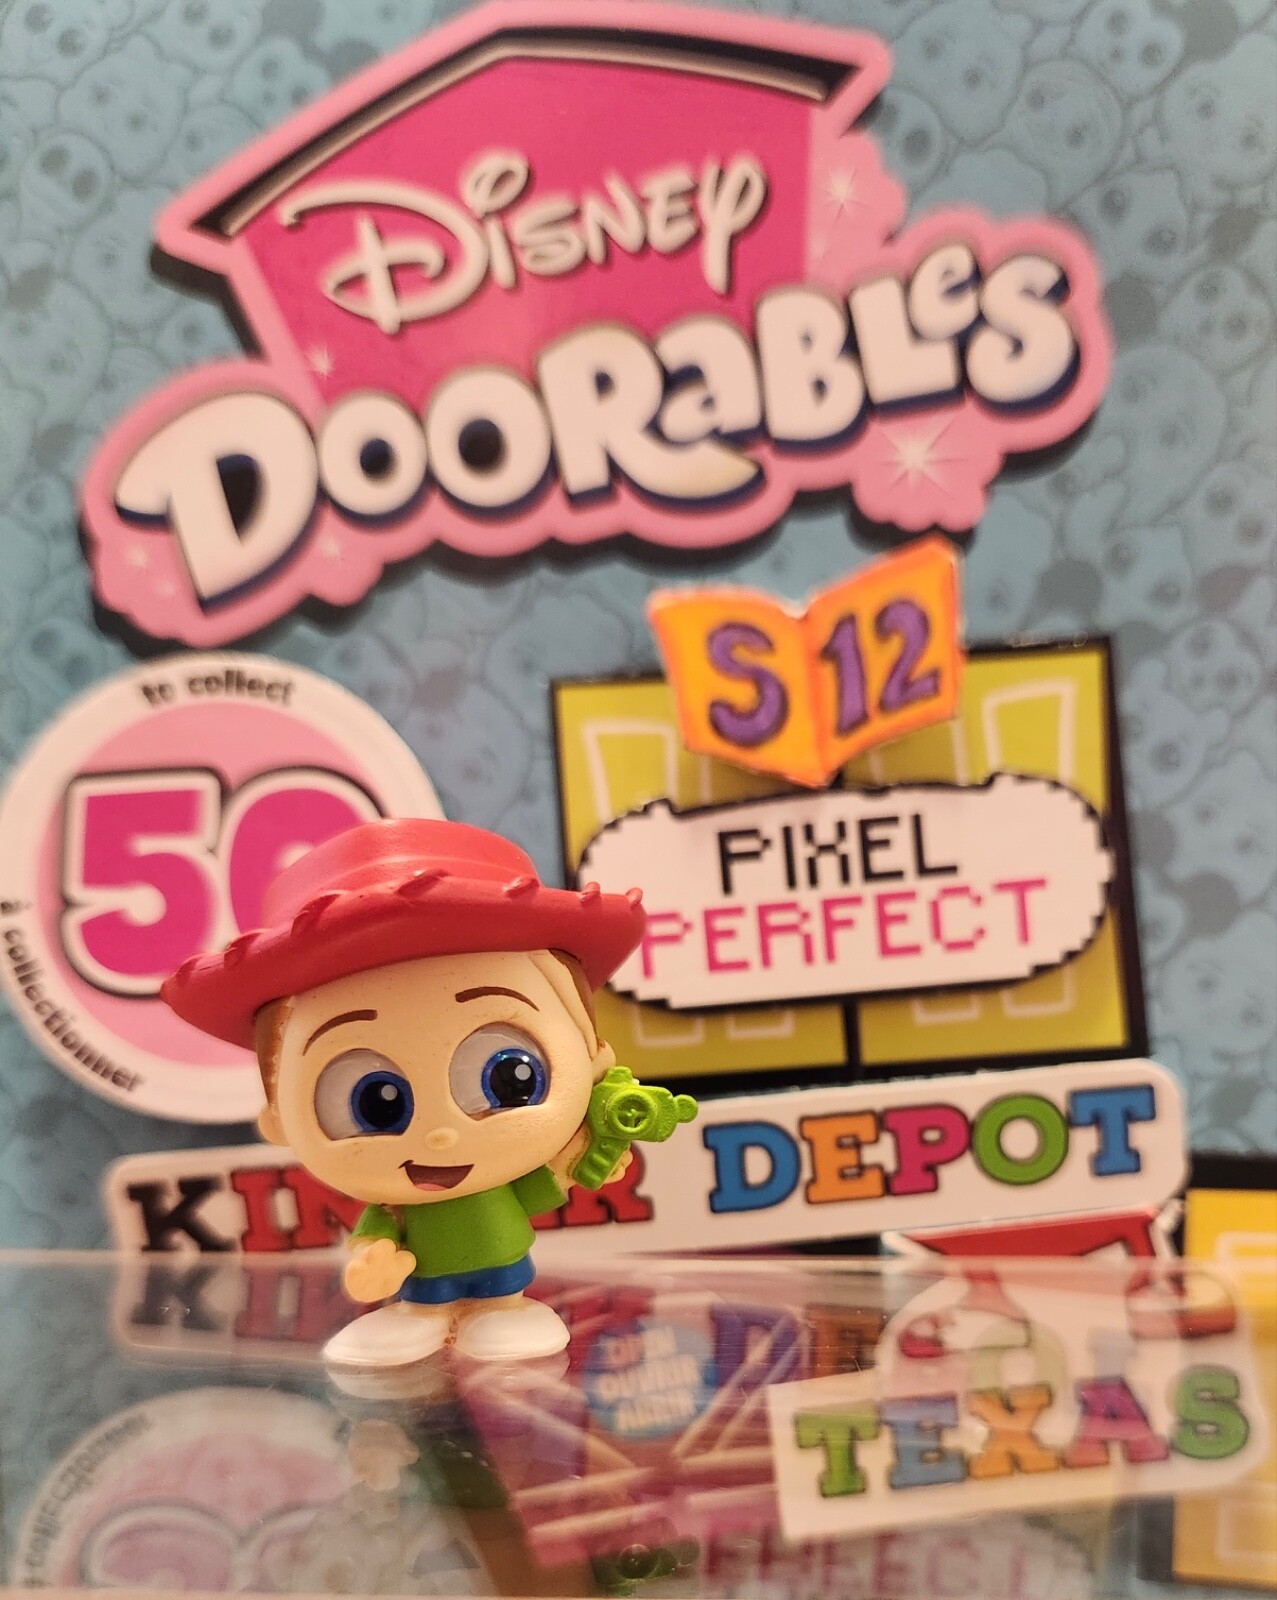 Disney
DOORaBLeS
S 12
to collect
50
à collectionner
PIXEL
PERFECT
DEPOT
TEXAS